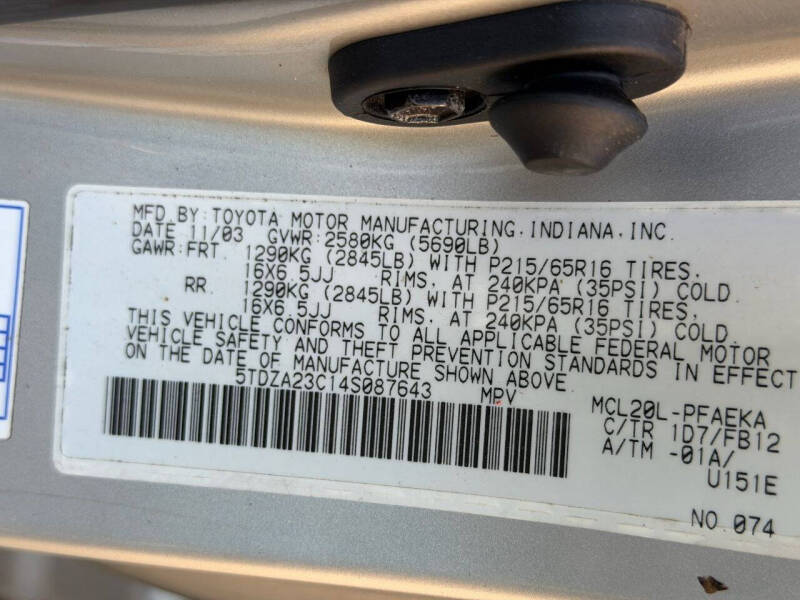 MFD.BY:TOYOTA MOTOR MANUFACTURING.INDIANA.INC.
DATE 11/03 GVWR:2580KG (5690LB)
GAWR:FRT 1290KG (2845LB) WITH P215/65R16 TIRES.
16X6.5JJ RIMS. AT 240KPA (35PSI) COLD
RR 1290KG (2845LB) WITH P215/65R16 TIRES.
16X6.5JJ RIMS. AT 240KPA (35PSI) COLD.
THIS VEHICLE CONFORMS TO ALL APPLICABLE FEDERAL MOTOR
VEHICLE SAFETY AND THEFT PREVENTION STANDARDS IN EFFECT
ON THE DATE OF MANUFACTURE SHOWN ABOVE.
5TDZA23C14S087643 MPV
MCL20L-PFAEKA
C/TR 1D7/FB12
A/TM -01A/
U151E
NO.074